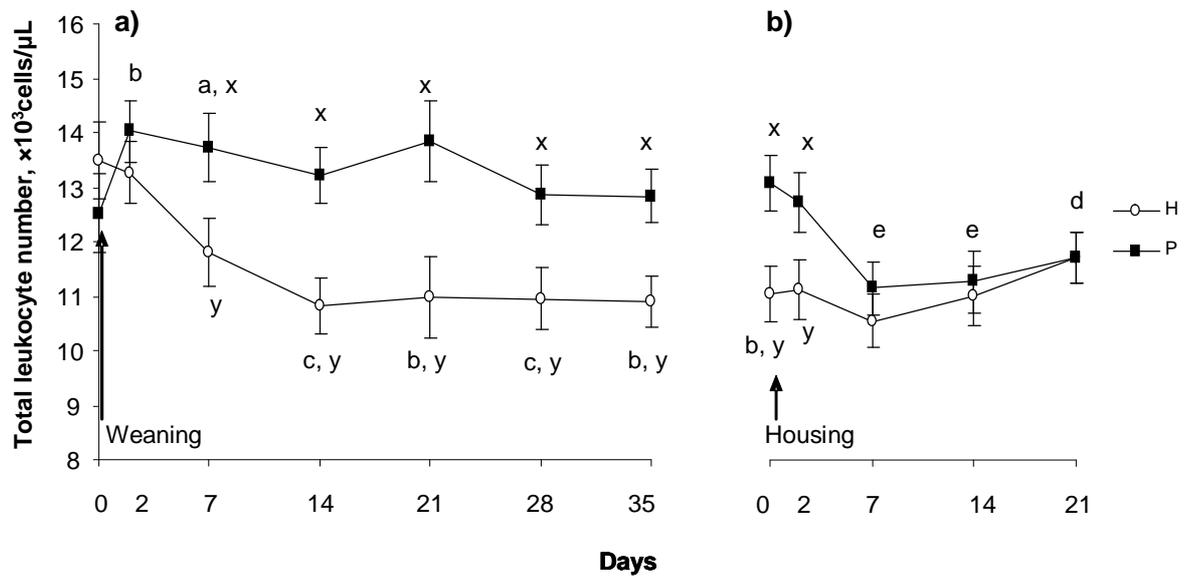 Total leukocyte number, ×10³cells/µL
16
15
14
13
12
11
10
9
8
a)
b
a, x
x
x
x
x
y
c, y
b, y
c, y
b, y
Weaning
0 2 7 14 21 28 35
b)
x
x
e
e
d
b, y
y
Housing
0 2 7 14 21
H
P
Days